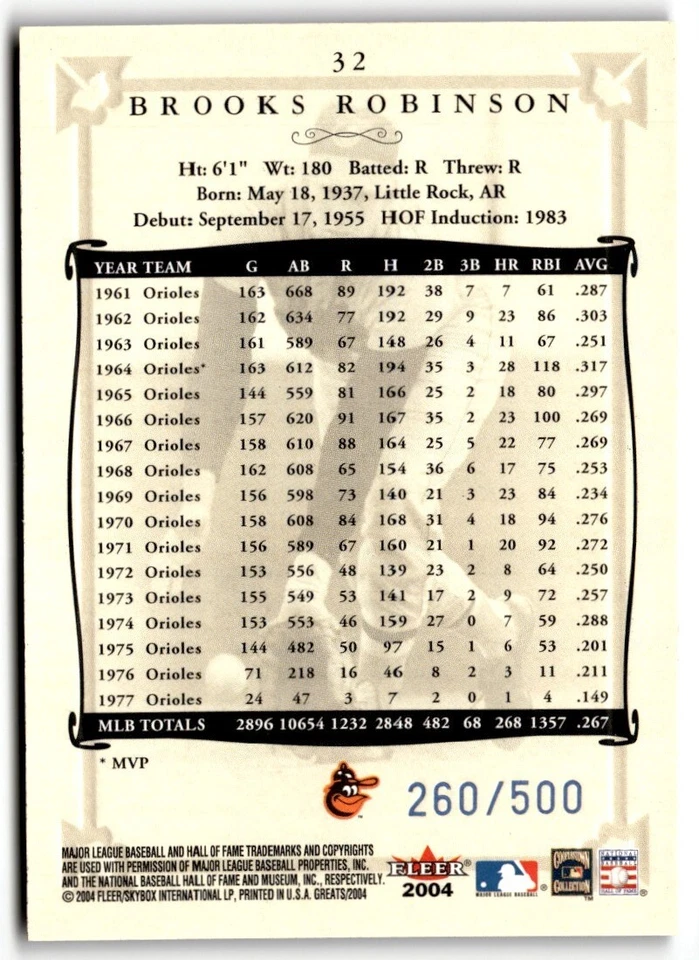 32
BROOKS ROBINSON
Ht: 6'1" Wt: 180 Batted: R Threw: R
Born: May 18, 1937, Little Rock, AR
Debut: September 17, 1955 HOF Induction: 1983
YEAR TEAM G AB R H 2B 3B HR RBI AVG
1961 Orioles 163 668 89 192 38 7 7 61 .287
1962 Orioles 162 634 77 192 29 9 23 86 .303
1963 Orioles 161 589 67 148 26 4 11 67 .251
1964 Orioles* 163 612 82 194 35 3 28 118 .317
1965 Orioles 144 559 81 166 25 2 18 80 .297
1966 Orioles 157 620 91 167 35 2 23 100 .269
1967 Orioles 158 610 88 164 25 5 22 77 .269
1968 Orioles 162 608 65 154 36 6 17 75 .253
1969 Orioles 156 598 73 140 21 3 23 84 .234
1970 Orioles 158 608 84 168 31 4 18 94 .276
1971 Orioles 156 589 67 160 21 1 20 92 .272
1972 Orioles 153 556 48 139 23 2 8 64 .250
1973 Orioles 155 549 53 141 17 2 9 72 .257
1974 Orioles 153 553 46 159 27 0 7 59 .288
1975 Orioles 144 482 50 97 15 1 6 53 .201
1976 Orioles 71 218 16 46 8 2 3 11 .211
1977 Orioles 24 47 3 7 2 0 1 4 .149
MLB TOTALS 2896 10654 1232 2848 482 68 268 1357 .267
* MVP
260/500
MAJOR LEAGUE BASEBALL AND HALL OF FAME TRADEMARKS AND COPYRIGHTS
ARE USED WITH PERMISSION OF MAJOR LEAGUE BASEBALL PROPERTIES, INC.
AND THE NATIONAL BASEBALL HALL OF FAME AND MUSEUM, INC., RESPECTIVELY.
© 2004 FLEER/SKYBOX INTERNATIONAL LP, PRINTED IN U.S.A. GREATS/2004
FLEER®
2004
MAJOR LEAGUE BASEBALL
COOPERSTOWN
COLLECTION
NATIONAL
BASEBALL
HALL OF FAME